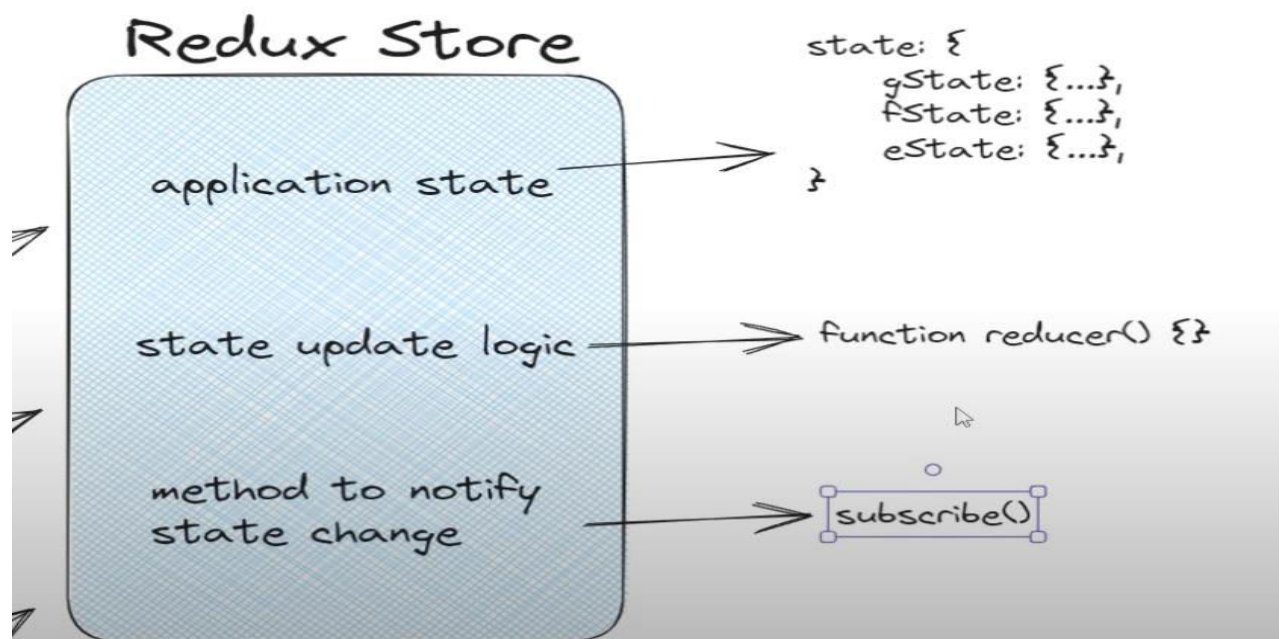 Redux Store
application state
state: {
gState: {...},
fState: {...},
eState: {...},
}
state update logic
function reducer() {}
method to notify
state change
subscribe()